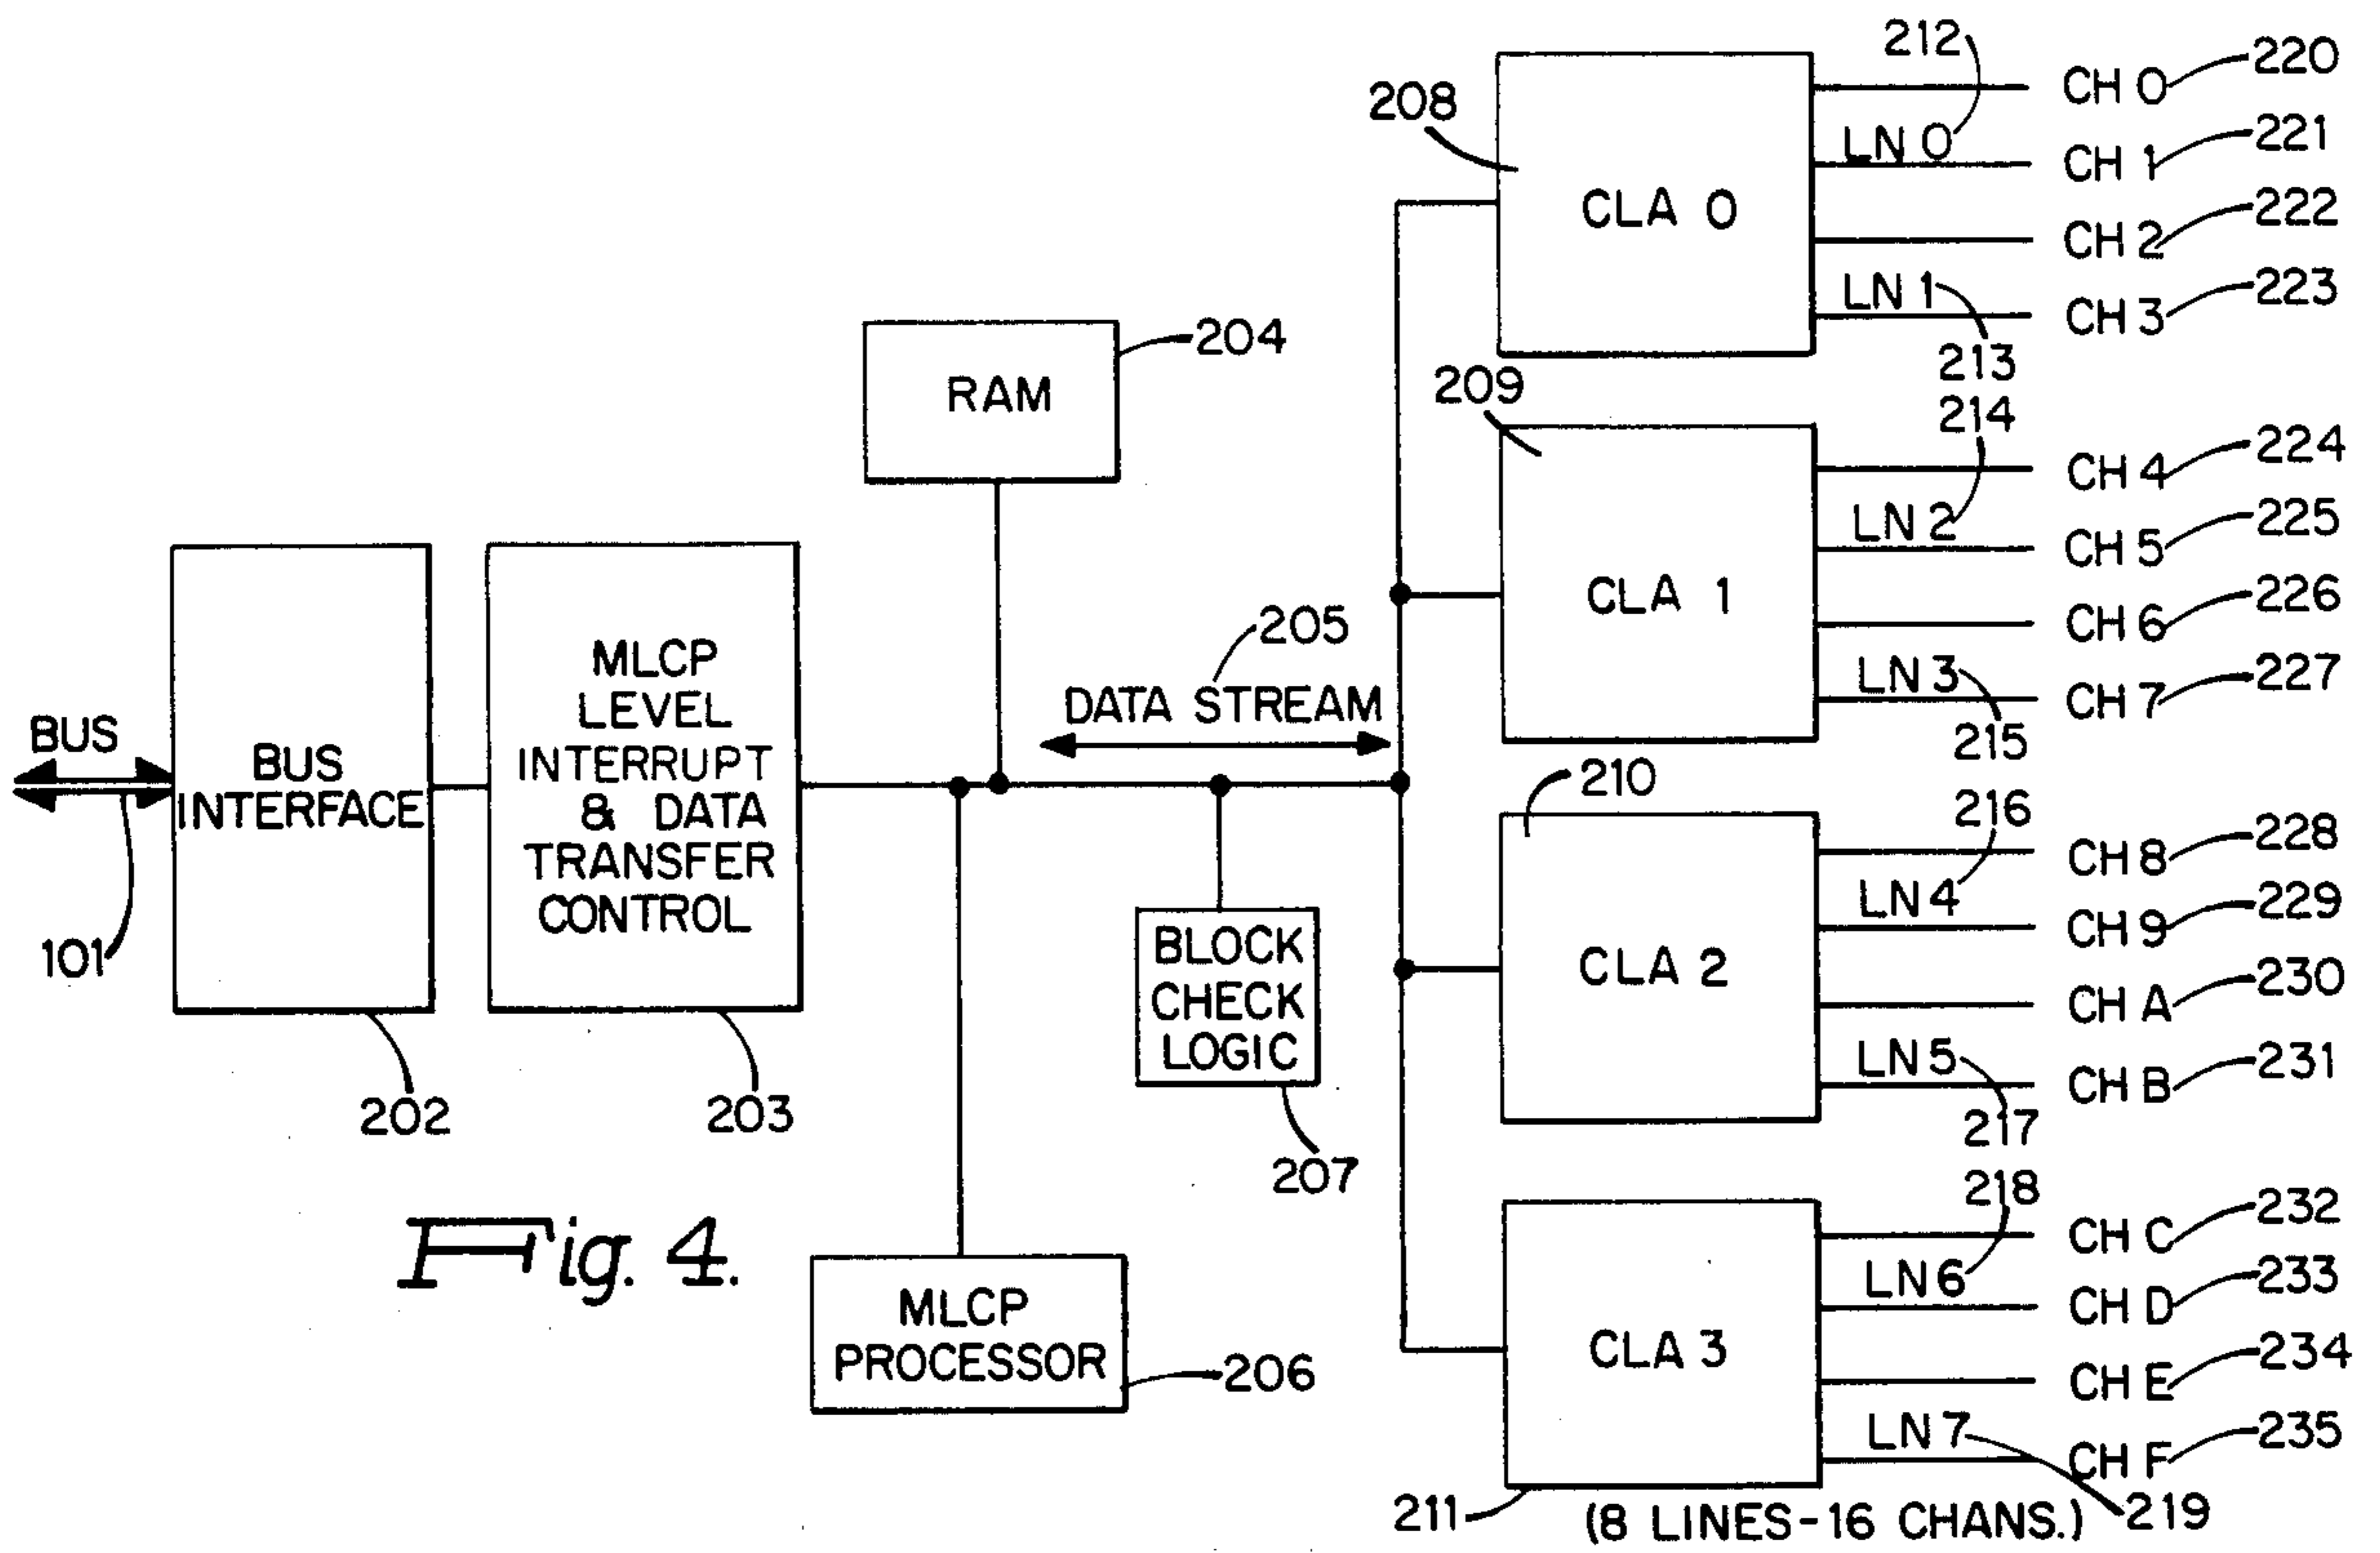 BUS
101
BUS
INTERFACE
202
MLCP
LEVEL
INTERRUPT
& DATA
TRANSFER
CONTROL
203
RAM
204
205
DATA STREAM
BLOCK
CHECK
LOGIC
207
MLCP
PROCESSOR
206
208
CLA 0
212
LN 0
LN 1
213
CH 0 220
CH 1 221
CH 2 222
CH 3 223
209
CLA 1
214
LN 2
LN 3
215
CH 4 224
CH 5 225
CH 6 226
CH 7 227
210
CLA 2
216
LN 4
LN 5
217
CH 8 228
CH 9 229
CH A 230
CH B 231
CLA 3
211
218
LN 6
LN 7
219
CH C 232
CH D 233
CH E 234
CH F 235
(8 LINES-16 CHANS.)
Fig. 4.